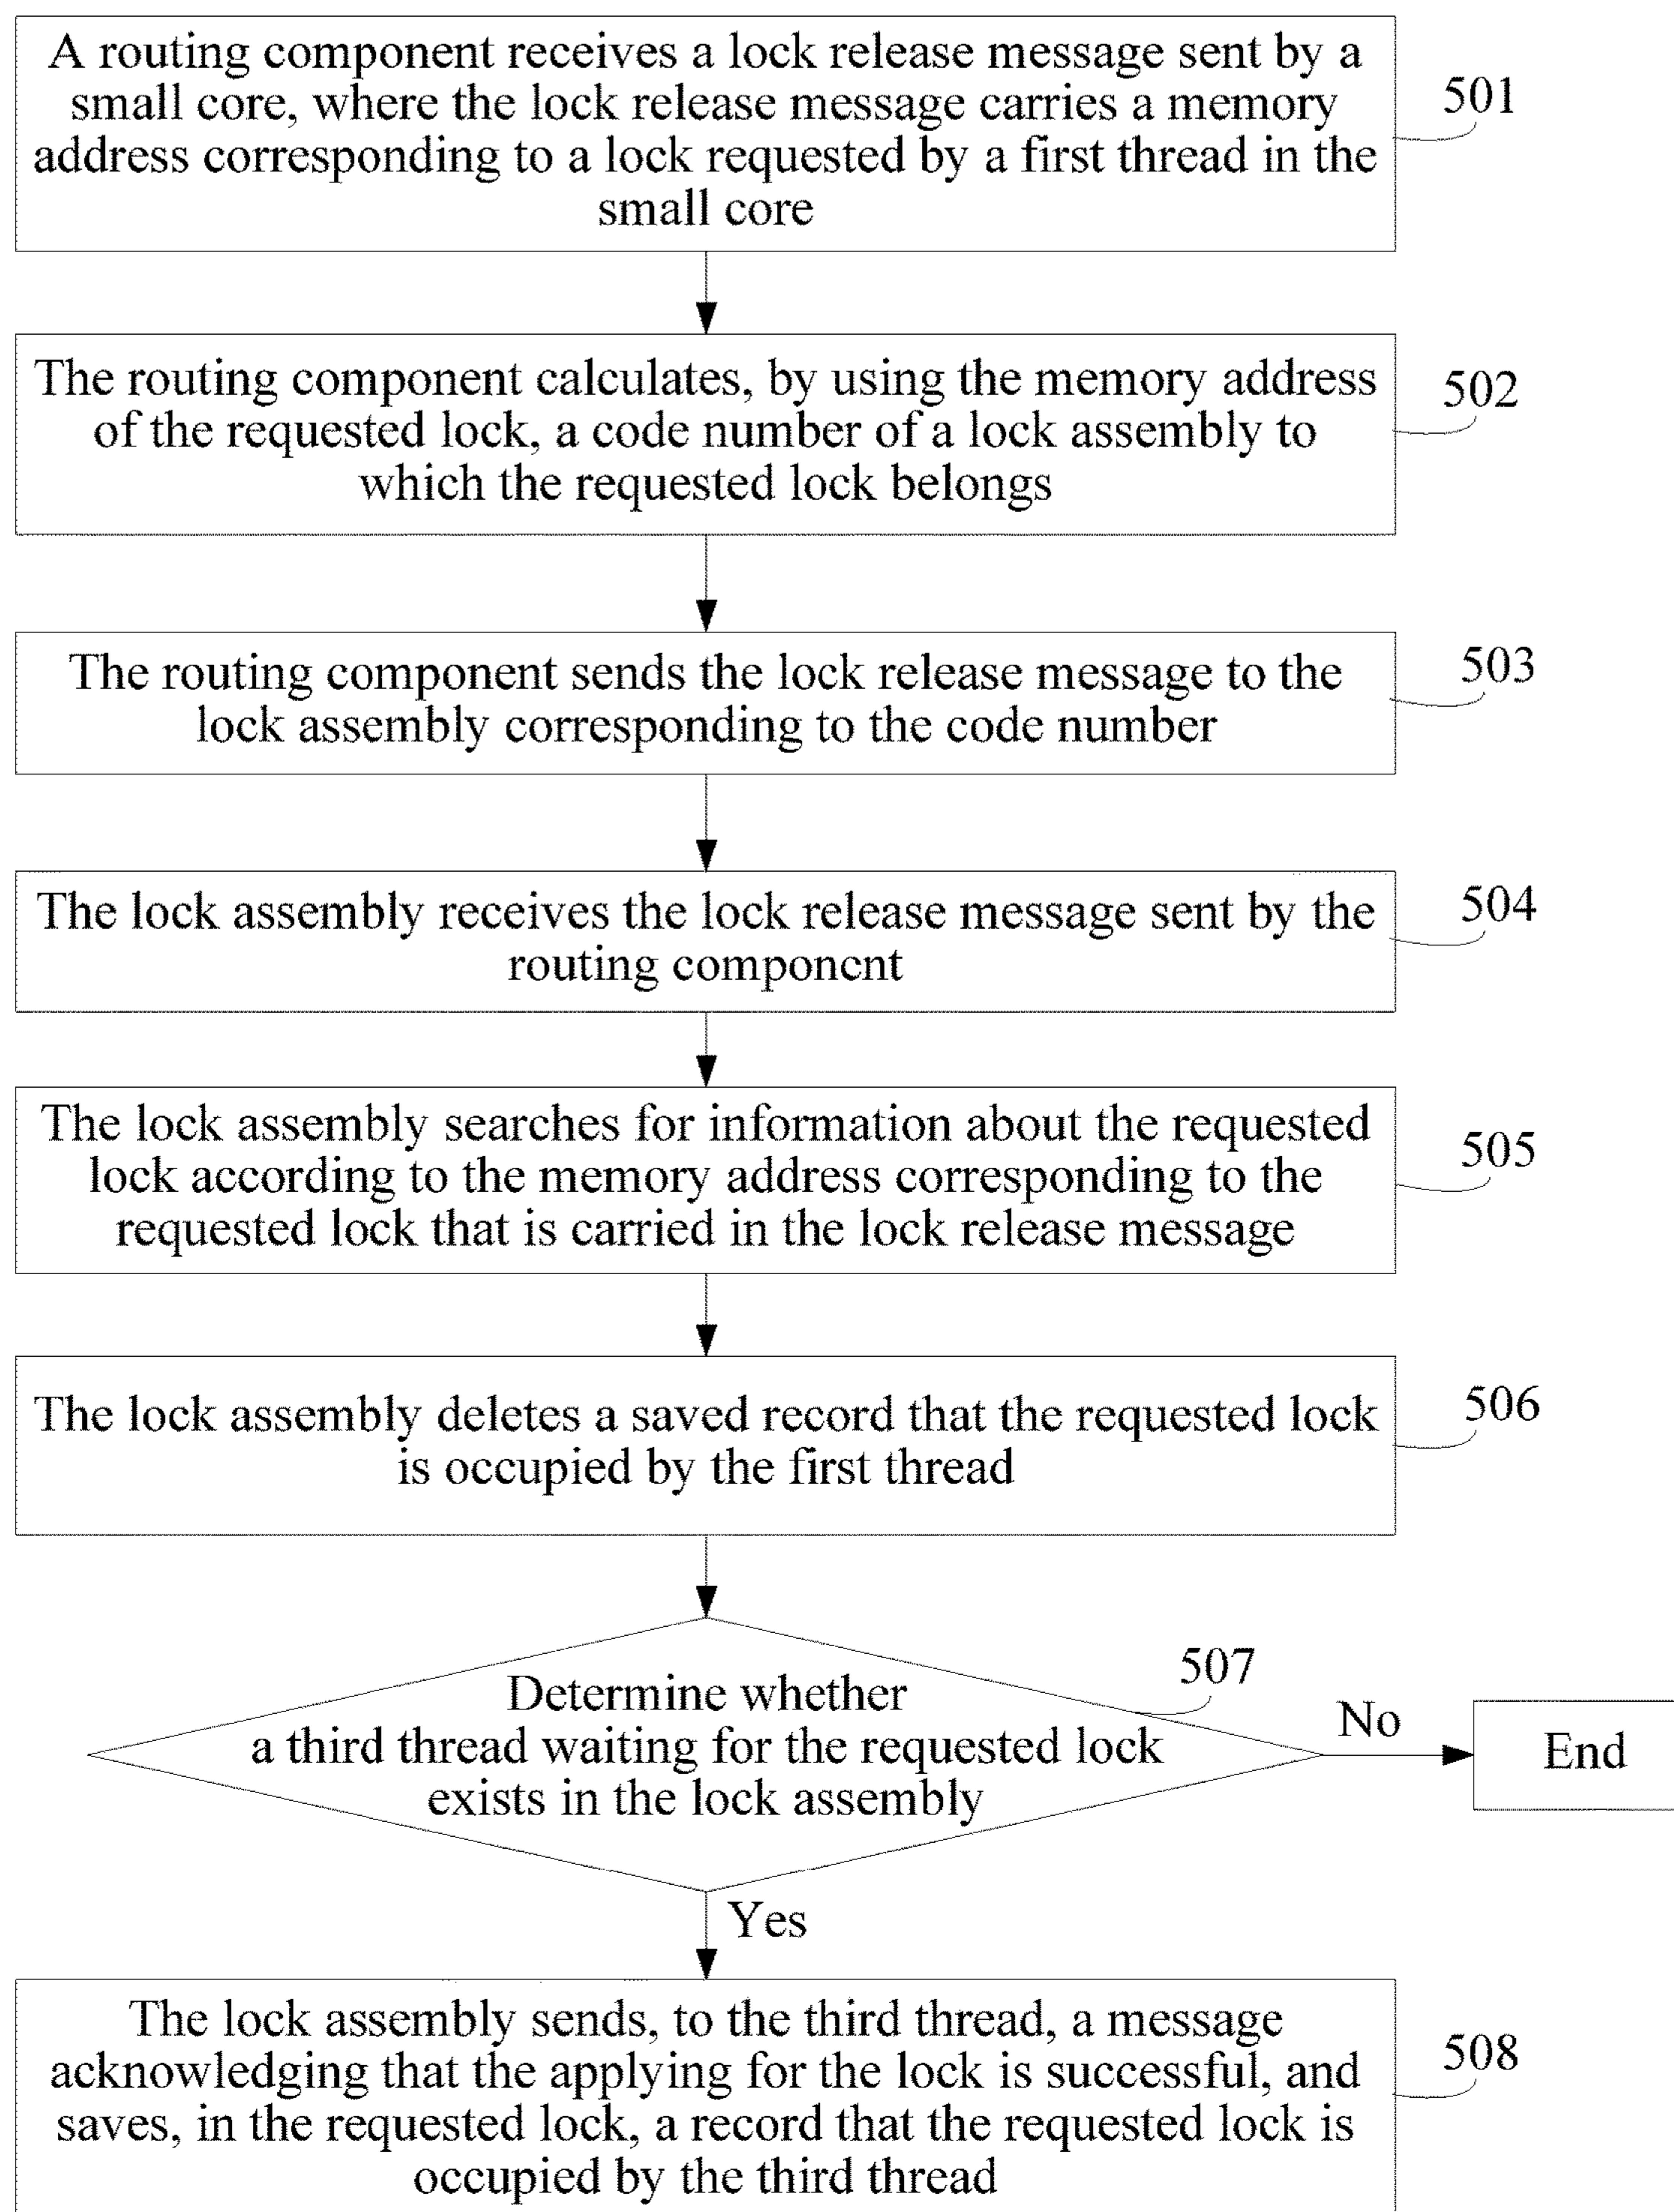 A routing component receives a lock release message sent by a
small core, where the lock release message carries a memory
address corresponding to a lock requested by a first thread in the
small core
501
The routing component calculates, by using the memory address
of the requested lock, a code number of a lock assembly to
which the requested lock belongs
502
The routing component sends the lock release message to the
lock assembly corresponding to the code number
503
The lock assembly receives the lock release message sent by the
routing component
504
The lock assembly searches for information about the requested
lock according to the memory address corresponding to the
requested lock that is carried in the lock release message
505
The lock assembly deletes a saved record that the requested lock
is occupied by the first thread
506
Determine whether
a third thread waiting for the requested lock
exists in the lock assembly
507
No
End
Yes
The lock assembly sends, to the third thread, a message
acknowledging that the applying for the lock is successful, and
saves, in the requested lock, a record that the requested lock is
occupied by the third thread
508